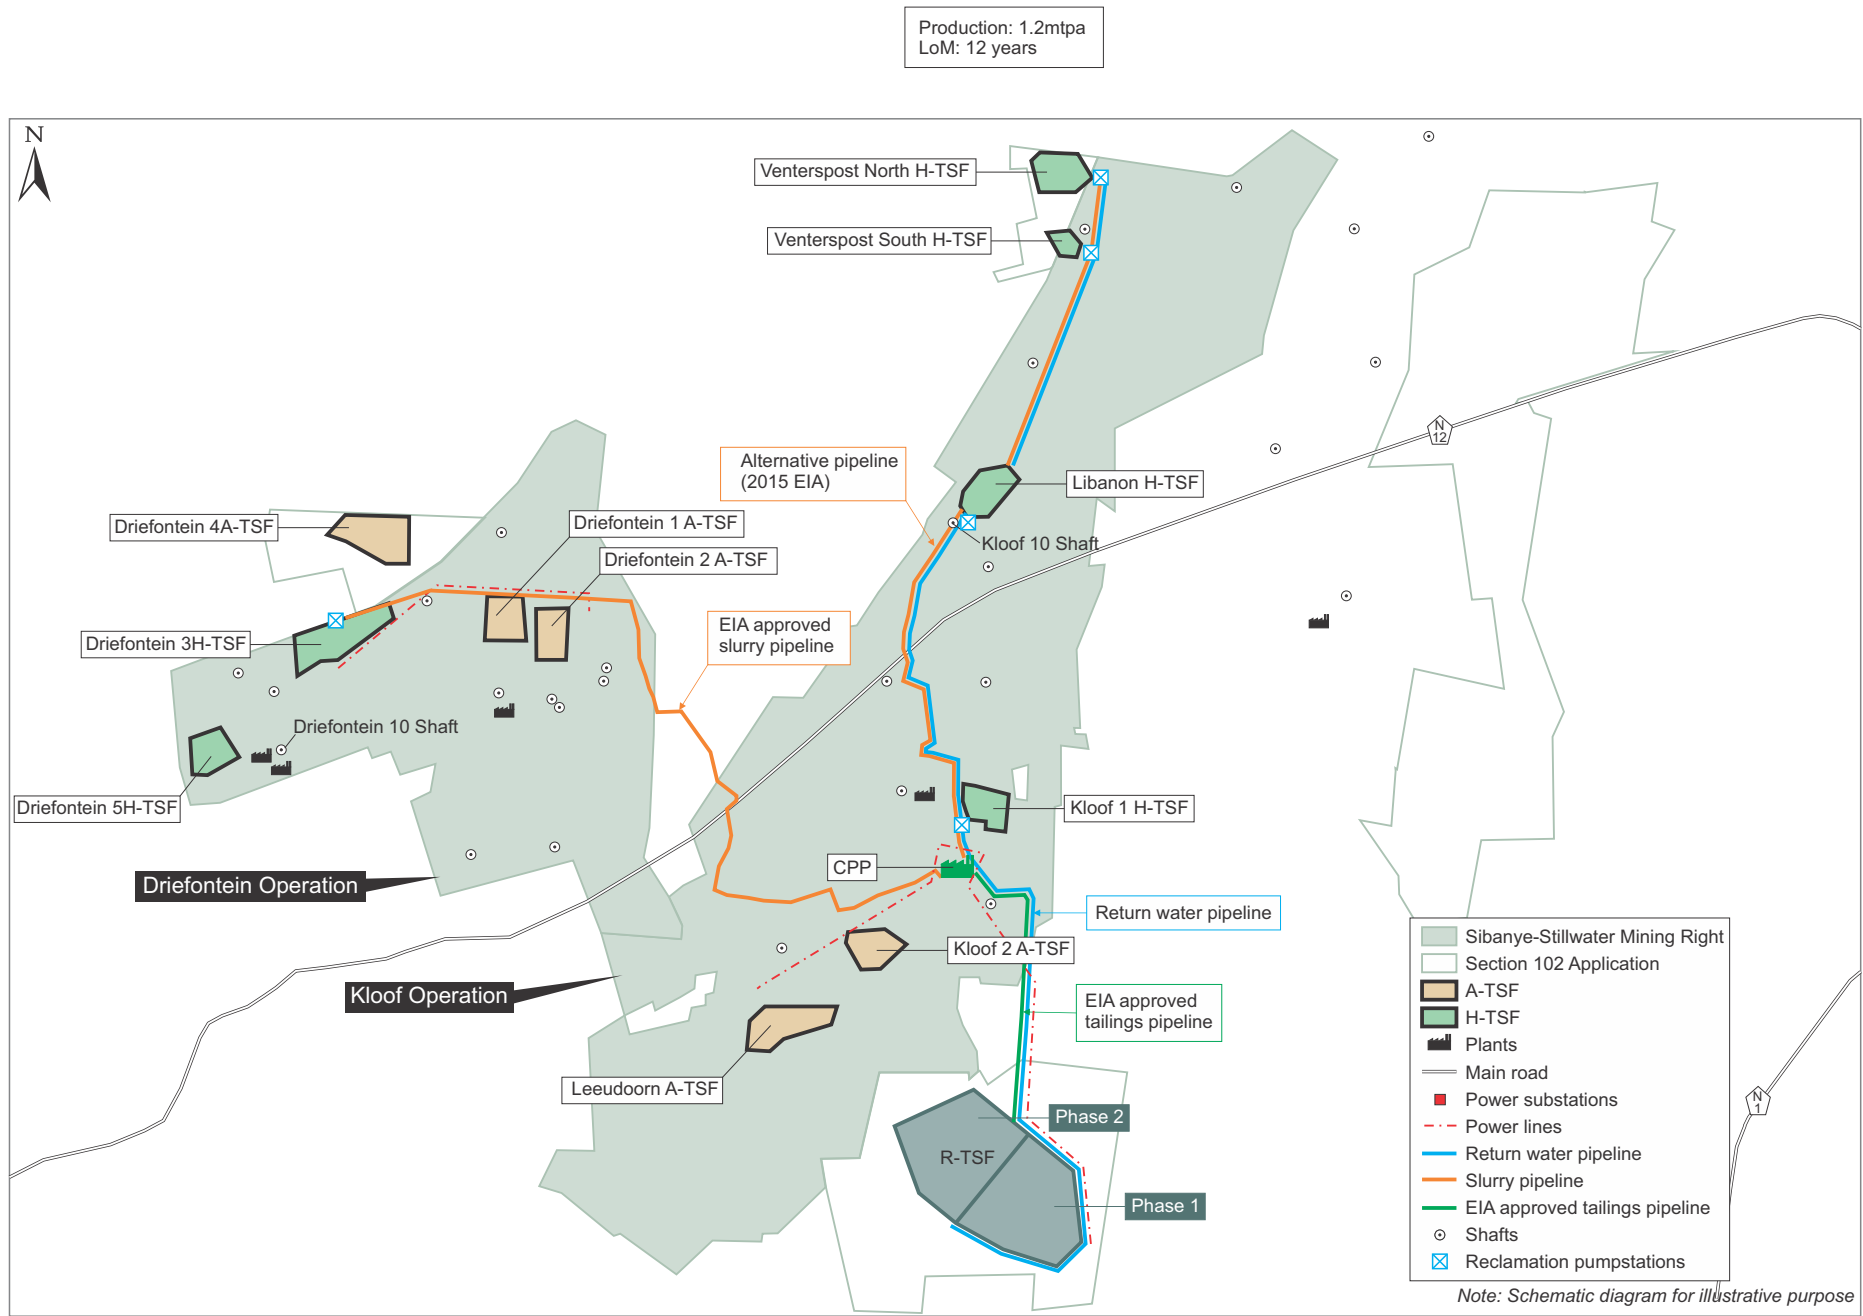 Production: 1.2mtpa
LoM: 12 years
N
Venterspost North H-TSF
Venterspost South H-TSF
N
12
Alternative pipeline
(2015 EIA)
Libanon H-TSF
Driefontein 4A-TSF
Driefontein 1 A-TSF
Kloof 10 Shaft
Driefontein 2 A-TSF
EIA approved
slurry pipeline
Driefontein 3H-TSF
Driefontein 10 Shaft
Driefontein 5H-TSF
Kloof 1 H-TSF
CPP
Driefontein Operation
Return water pipeline
Kloof 2 A-TSF
Kloof Operation
EIA approved
tailings pipeline
Leeudoorn A-TSF
Phase 2
R-TSF
Phase 1
N
1
Sibanye-Stillwater Mining Right
Section 102 Application
A-TSF
H-TSF
Plants
Main road
Power substations
Power lines
Return water pipeline
Slurry pipeline
EIA approved tailings pipeline
Shafts
Reclamation pumpstations
Note: Schematic diagram for illustrative purpose